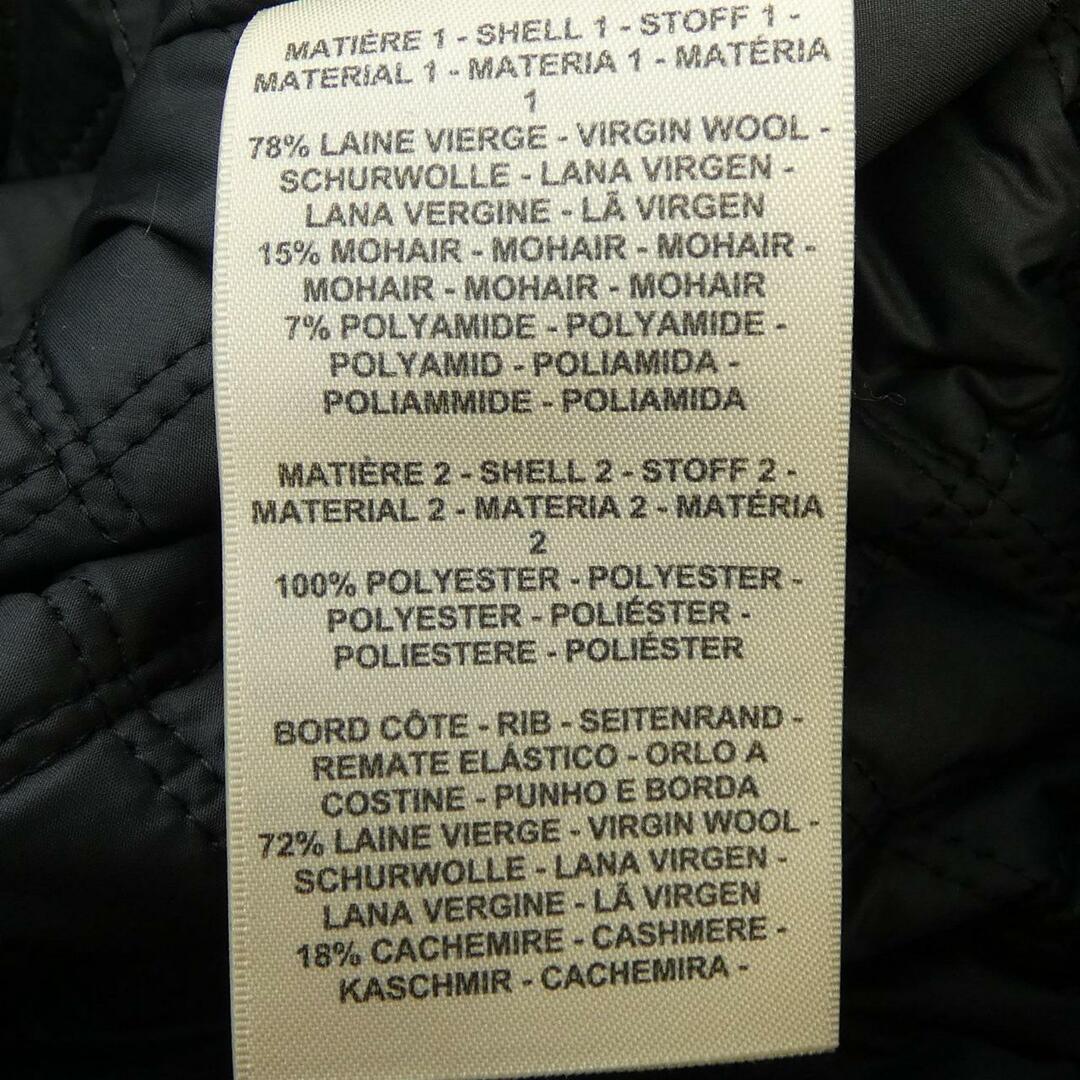 MATIÈRE 1 - SHELL 1 - STOFF 1 -
MATERIAL 1 - MATERIA 1 - MATÉRIA
1
78% LAINE VIERGE - VIRGIN WOOL -
SCHURWOLLE - LANA VIRGEN -
LANA VERGINE - LÃ VIRGEN
15% MOHAIR - MOHAIR - MOHAIR -
MOHAIR - MOHAIR - MOHAIR
7% POLYAMIDE - POLYAMIDE -
POLYAMID - POLIAMIDA -
POLIAMMIDE - POLIAMIDA
MATIÈRE 2 - SHELL 2 - STOFF 2 -
MATERIAL 2 - MATERIA 2 - MATÉRIA
2
100% POLYESTER - POLYESTER -
POLYESTER - POLIÉSTER -
POLIESTERE - POLIÉSTER
BORD CÔTE - RIB - SEITENRAND -
REMATE ELÁSTICO - ORLO A
COSTINE - PUNHO E BORDA
72% LAINE VIERGE - VIRGIN WOOL -
SCHURWOLLE - LANA VIRGEN -
LANA VERGINE - LÃ VIRGEN
18% CACHEMIRE - CASHMERE -
KASCHMIR - CACHEMIRA -